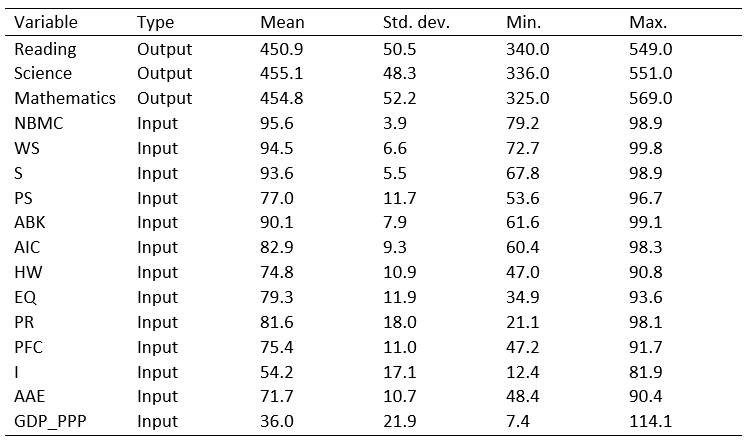 Variable Type Mean Std. dev. Min. Max.
Reading Output 450.9 50.5 340.0 549.0
Science Output 455.1 48.3 336.0 551.0
Mathematics Output 454.8 52.2 325.0 569.0
NBMC Input 95.6 3.9 79.2 98.9
WS Input 94.5 6.6 72.7 99.8
S Input 93.6 5.5 67.8 98.9
PS Input 77.0 11.7 53.6 96.7
ABK Input 90.1 7.9 61.6 99.1
AIC Input 82.9 9.3 60.4 98.3
HW Input 74.8 10.9 47.0 90.8
EQ Input 79.3 11.9 34.9 93.6
PR Input 81.6 18.0 21.1 98.1
PFC Input 75.4 11.0 47.2 91.7
I Input 54.2 17.1 12.4 81.9
AAE Input 71.7 10.7 48.4 90.4
GDP_PPP Input 36.0 21.9 7.4 114.1